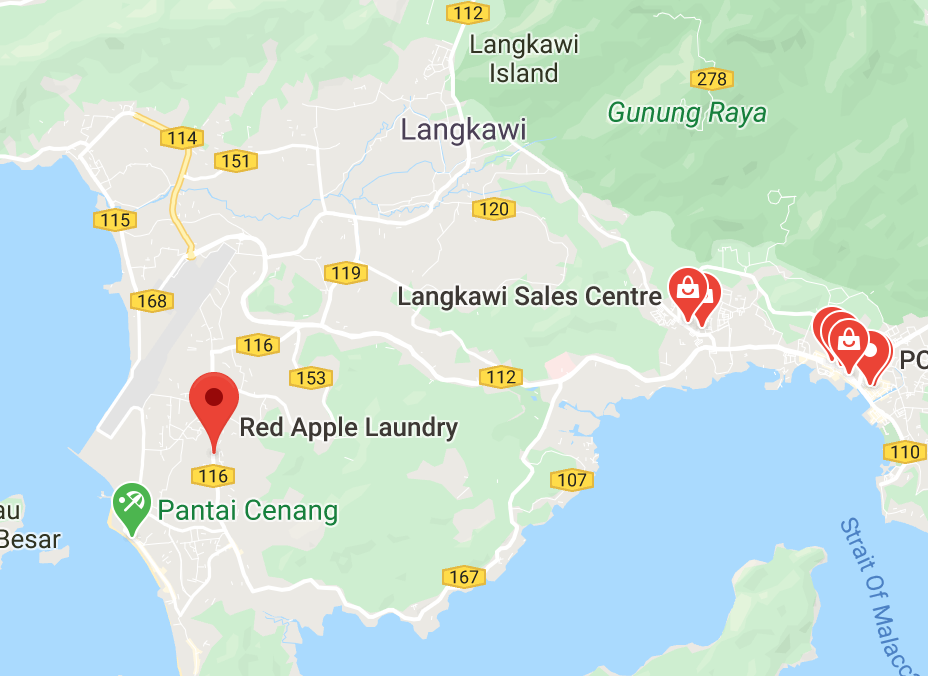 112
Langkawi
Island
278
Gunung Raya
Langkawi
114
151
120
115
119
168
Langkawi Sales Centre
116
112
153
PC
Red Apple Laundry
110
116
107
Pantai Cenang
au
Besar
167
Strait Of Malacca